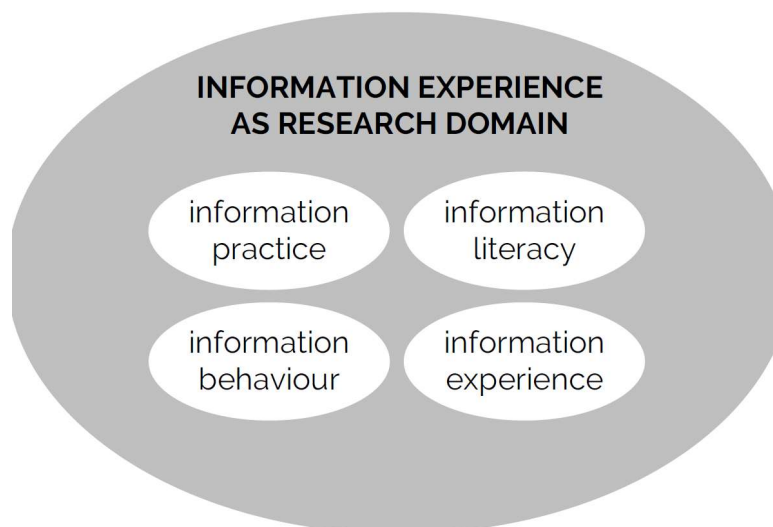 INFORMATION EXPERIENCE
AS RESEARCH DOMAIN
information
practice
information
literacy
information
behaviour
information
experience